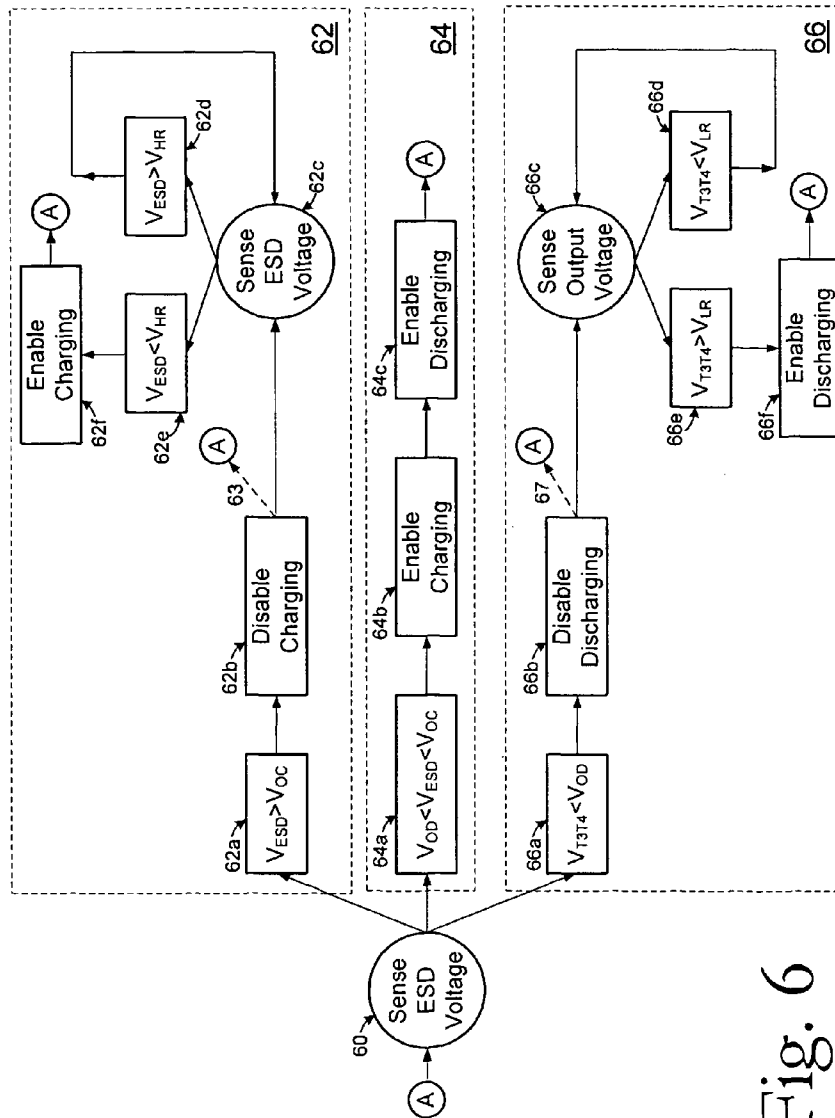 A
60
Sense
ESD
Voltage
62
62a
V_ESD>V_OC
62b
Disable
Charging
63
A
62c
Sense
ESD
Voltage
62d
V_ESD>V_HR
62e
V_ESD<V_HR
62f
Enable
Charging
A
64
64a
V_OD<V_ESD<V_OC
64b
Enable
Charging
64c
Enable
Discharging
A
66
66a
V_T3T4<V_OD
66b
Disable
Discharging
67
A
66c
Sense
Output
Voltage
66d
V_T3T4<V_LR
66e
V_T3T4>V_LR
66f
Enable
Discharging
A
Fig. 6